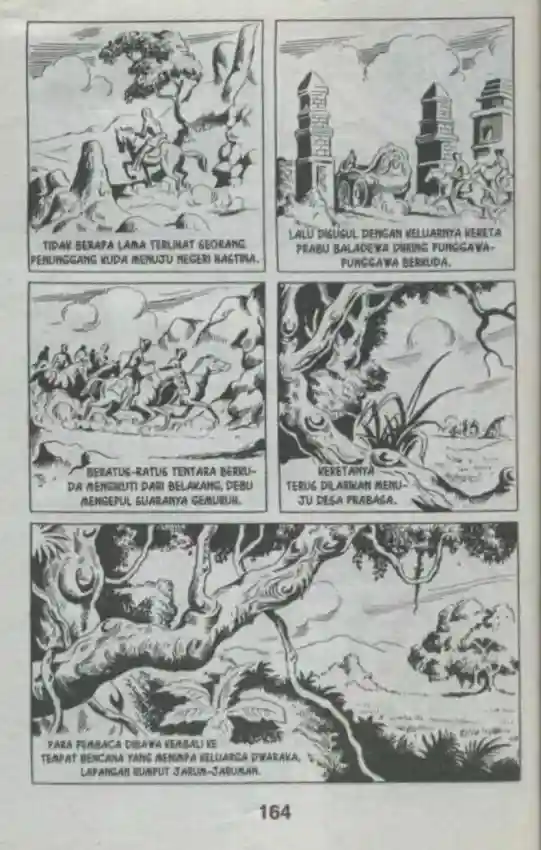 TIDAK BERAPA LAMA TERLIHAT SEORANG
PENUNGGANG KUDA MENUJU NEGERI HASTINA.
LALU DISUSUL DENGAN KELUARNYA KERETA
PRABU BALADEWA DIIRING PUNGGAWA-
PUNGGAWA BERKUDA.
BERATUS-RATUS TENTARA BERKU-
DA MENGIKUTI DARI BELAKANG, DEBU
MENGEPUL SUARANYA GEMURUH.
KERETANYA
TERUS DILARIKAN MENU-
JU DESA PRABASA.
PARA PEMBACA DIBAWA KEMBALI KE
TEMPAT BENCANA YANG MENIMPA KELUARGA DWARAKA,
LAPANGAN RUMPUT JARUM-JARUMAN.
164